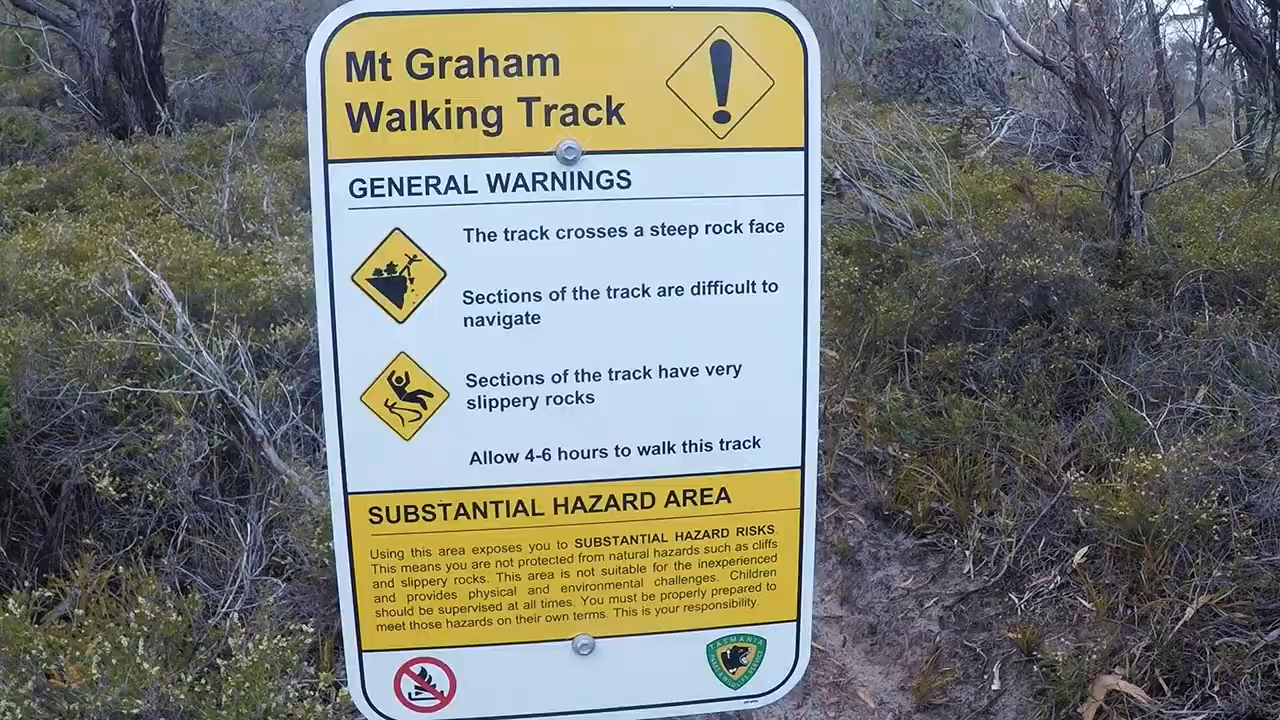 Mt Graham
Walking Track
GENERAL WARNINGS
The track crosses a steep rock face
Sections of the track are difficult to
navigate
Sections of the track have very
slippery rocks
Allow 4-6 hours to walk this track
SUBSTANTIAL HAZARD AREA
Using this area exposes you to SUBSTANTIAL HAZARD RISKS.
This means you are not protected from natural hazards such as cliffs
and slippery rocks. This area is not suitable for the inexperienced
and provides physical and environmental challenges. Children
should be supervised at all times. You must be properly prepared to
meet those hazards on their own terms. This is your responsibility.
TASMANIA